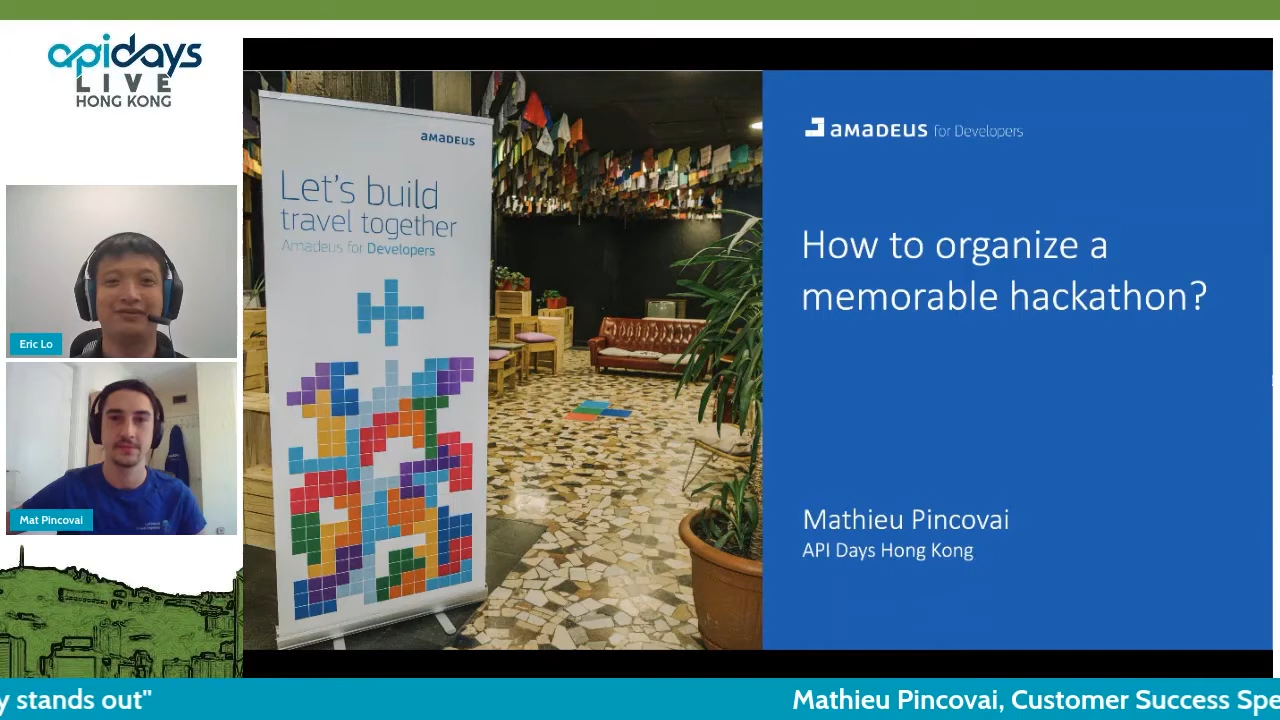 apidays
LIVE
HONG KONG
Eric Lo
Mat Pincovai
amadeus
Let's build
travel together
Amadeus for Developers
amadeus for Developers
How to organize a
memorable hackathon?
Mathieu Pincovai
API Days Hong Kong
y stands out"
Mathieu Pincovai, Customer Success Spe